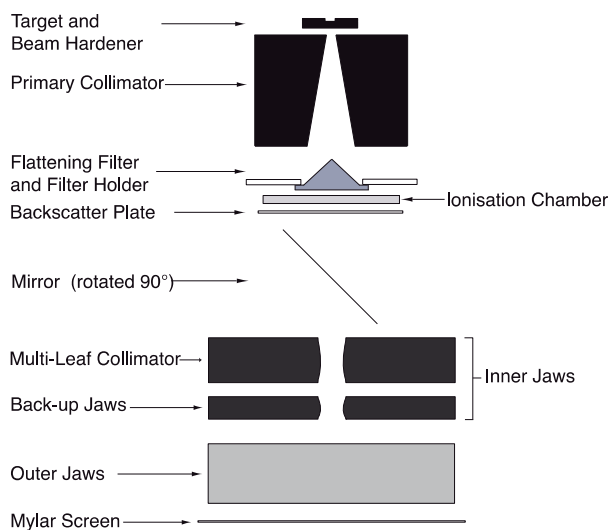 Target and
Beam Hardener
Primary Collimator
Flattening Filter
and Filter Holder
Ionisation Chamber
Backscatter Plate
Mirror (rotated 90°)
Multi-Leaf Collimator
Inner Jaws
Back-up Jaws
Outer Jaws
Mylar Screen